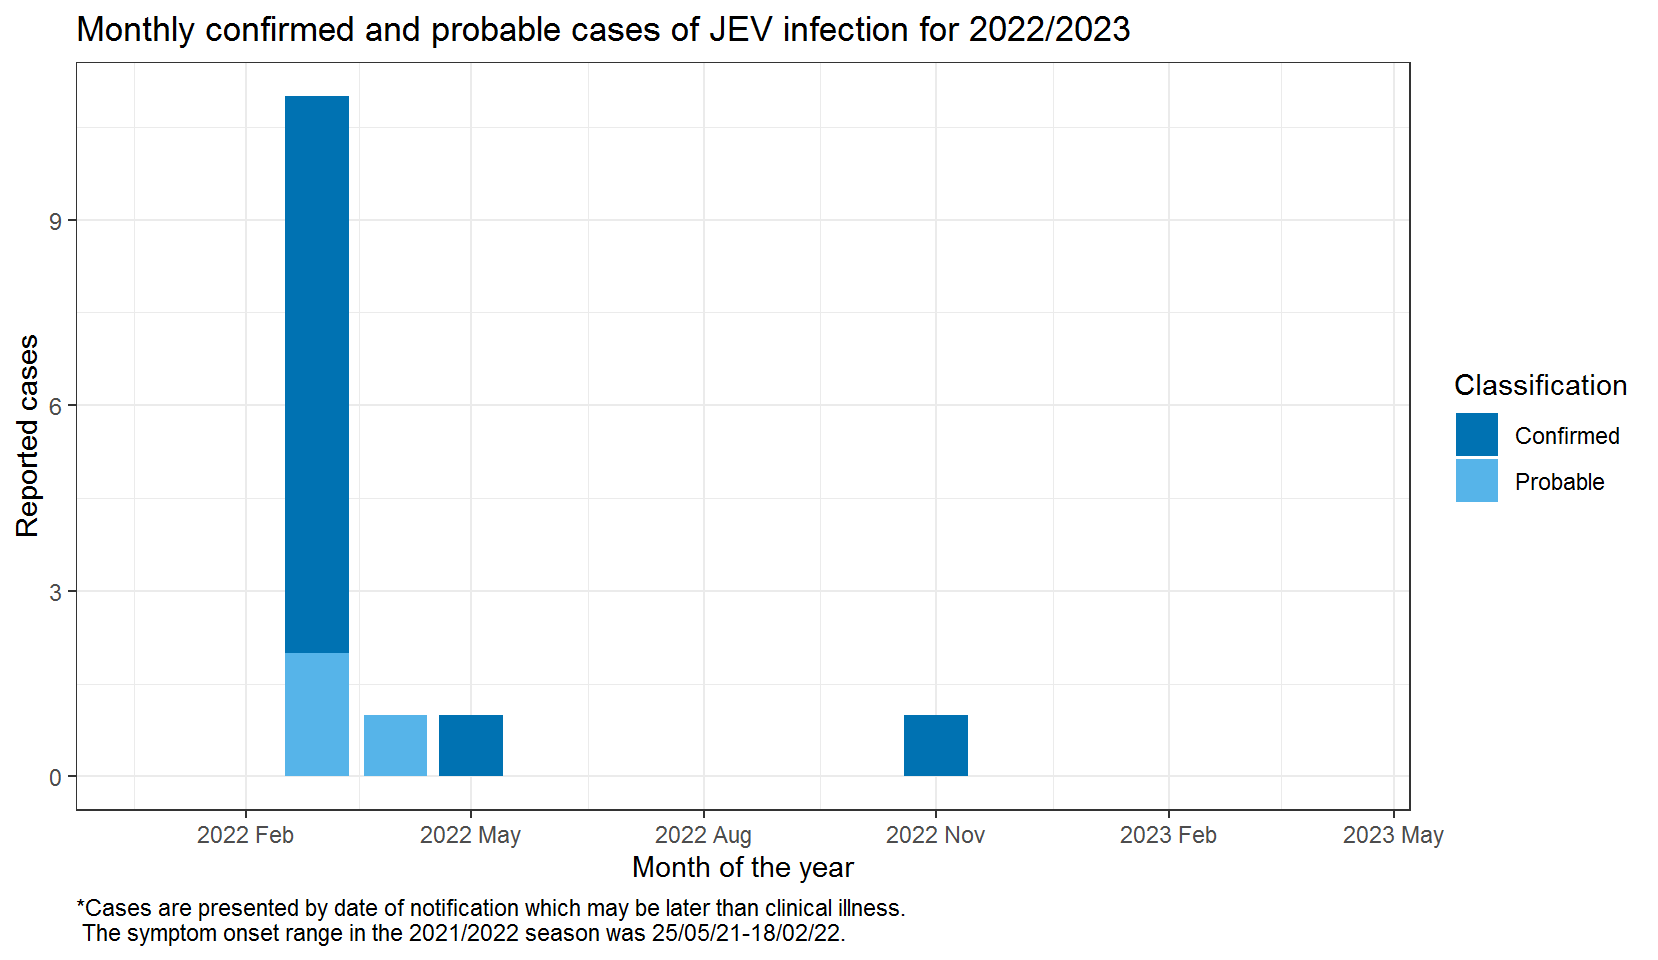 Monthly confirmed and probable cases of JEV infection for 2022/2023
Reported cases
9
6
3
0
2022 Feb
2022 May
2022 Aug
2022 Nov
2023 Feb
2023 May
Month of the year
Classification
Confirmed
Probable
*Cases are presented by date of notification which may be later than clinical illness.
The symptom onset range in the 2021/2022 season was 25/05/21-18/02/22.